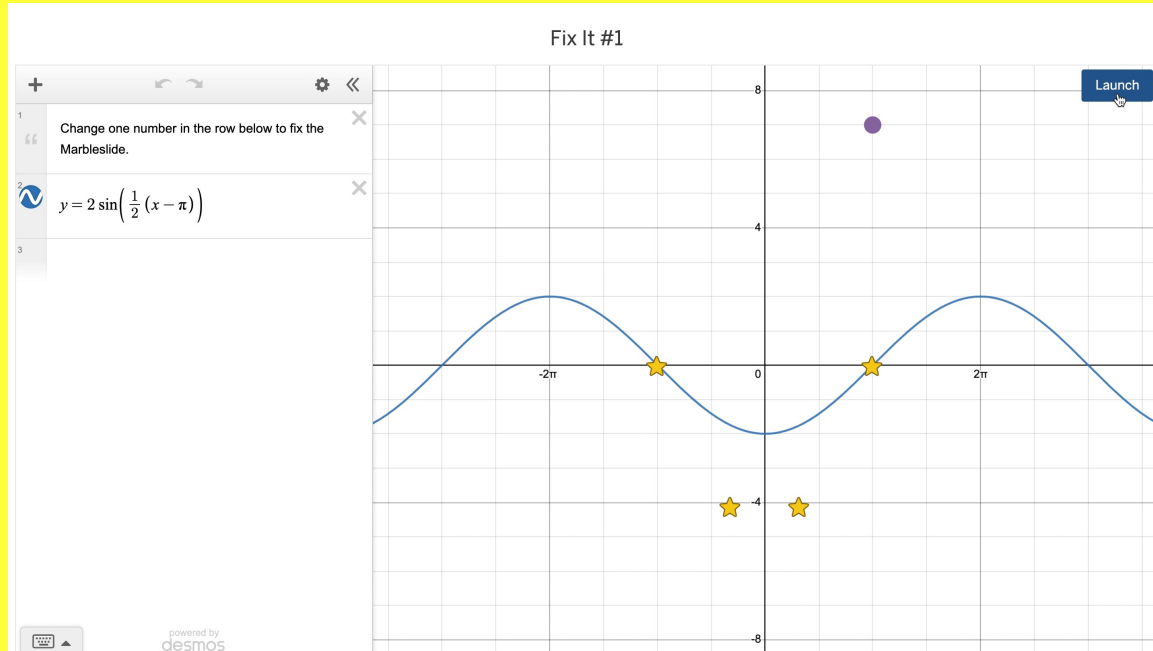 Fix It #1
Launch
1
Change one number in the row below to fix the
Marbleslide.
2
y = 2 sin(1/2 (x − π))
3
8
4
-2π
0
2π
-4
-8
powered by
desmos